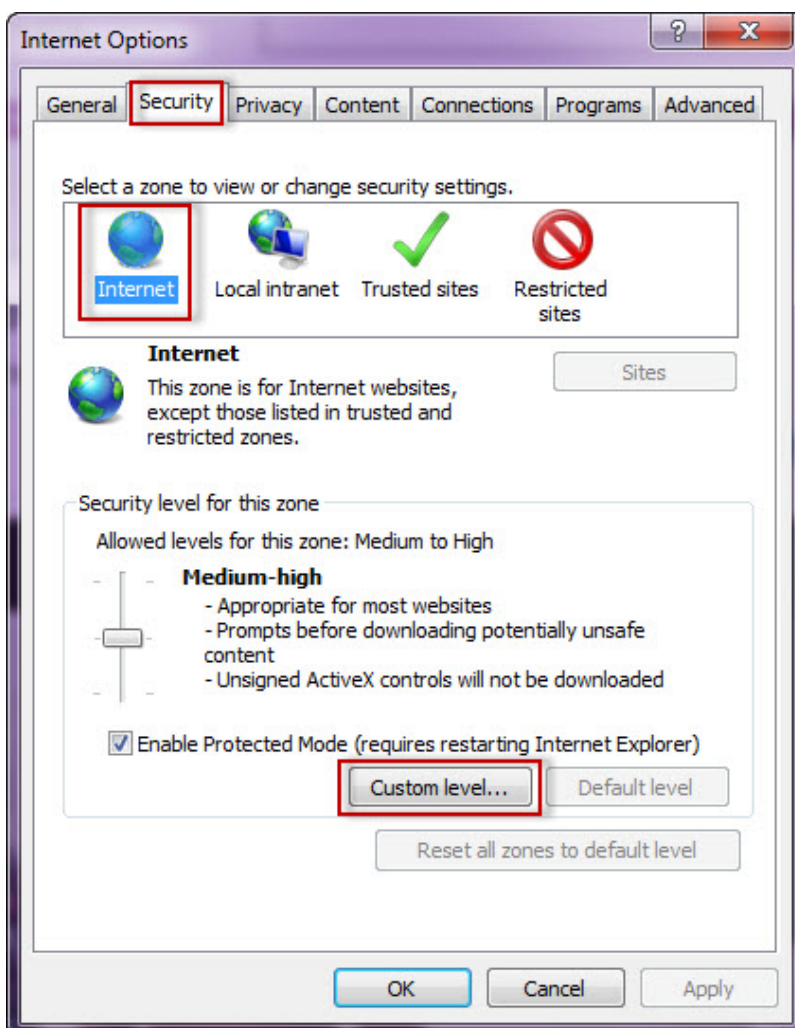 Internet Options
? X
General Security Privacy Content Connections Programs Advanced
Select a zone to view or change security settings.
Internet Local intranet Trusted sites Restricted
sites
Internet
Sites
This zone is for Internet websites,
except those listed in trusted and
restricted zones.
Security level for this zone
Allowed levels for this zone: Medium to High
Medium-high
- Appropriate for most websites
- Prompts before downloading potentially unsafe
content
- Unsigned ActiveX controls will not be downloaded
Enable Protected Mode (requires restarting Internet Explorer)
Custom level... Default level
Reset all zones to default level
OK Cancel Apply